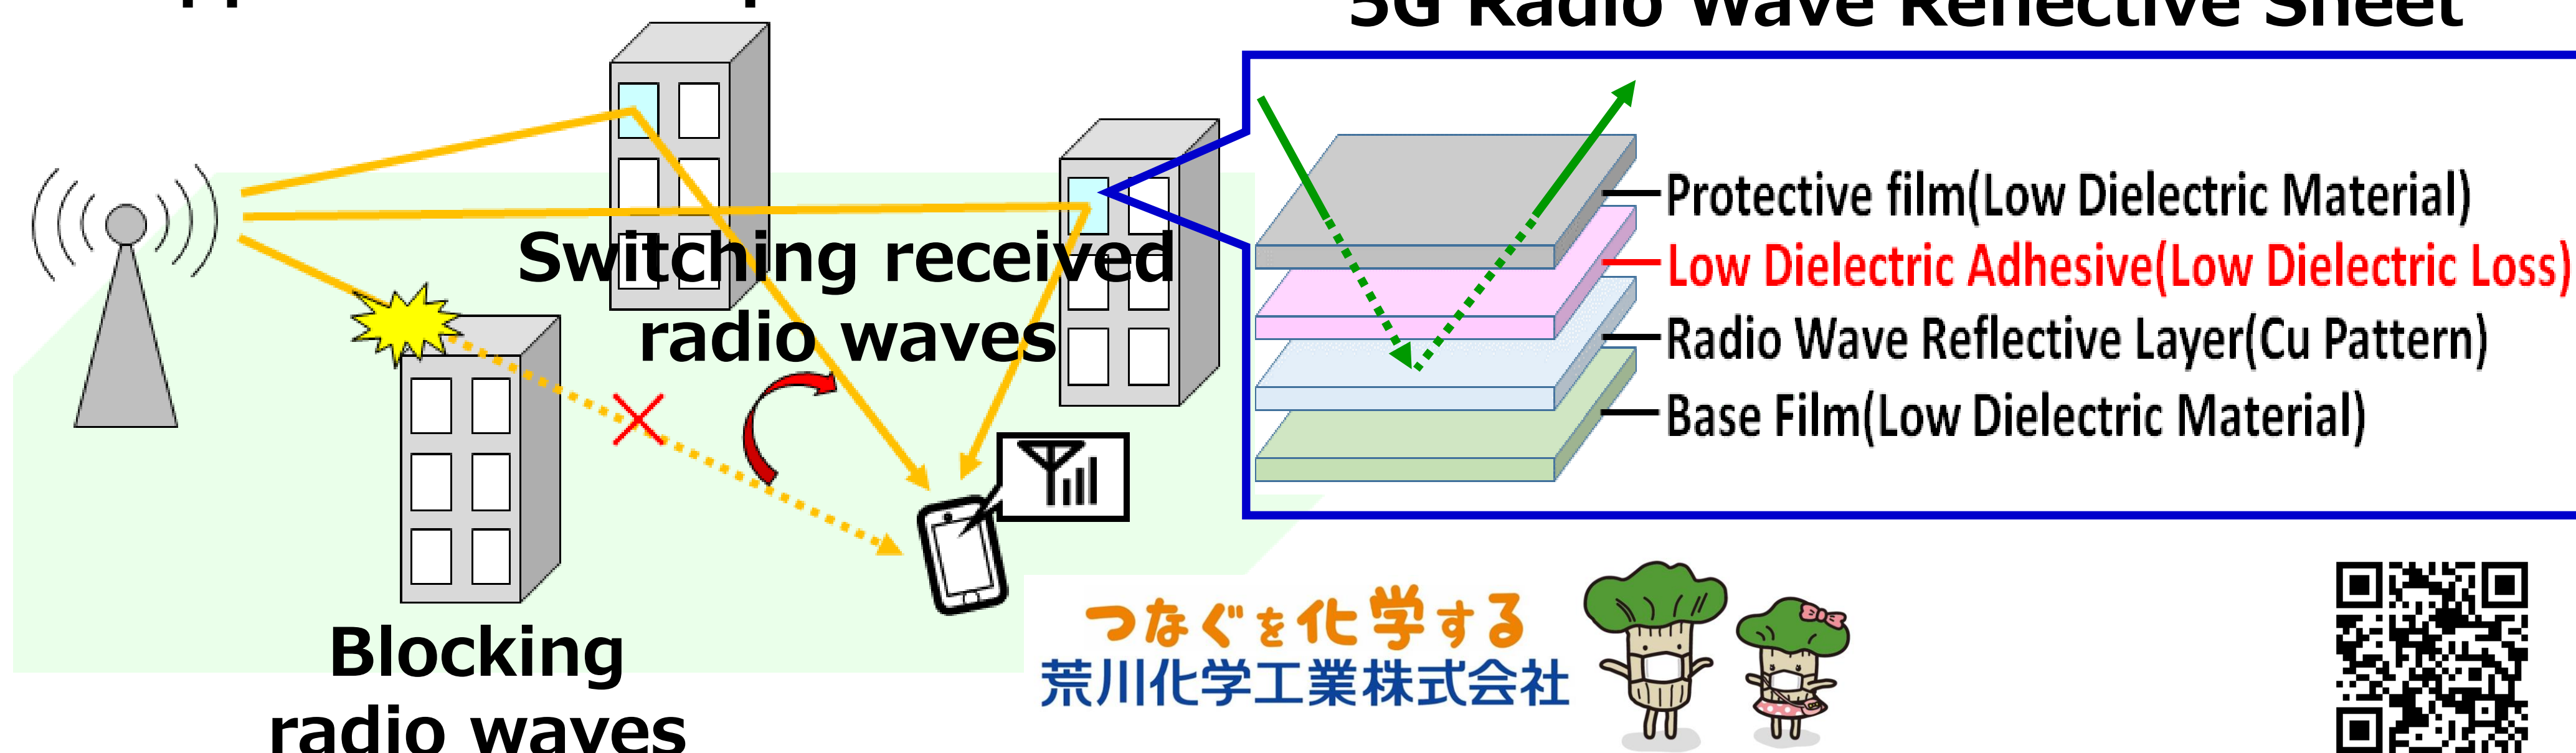 5G Radio Wave Reflective Sheet
Protective film(Low Dielectric Material)
Low Dielectric Adhesive(Low Dielectric Loss)
Radio Wave Reflective Layer(Cu Pattern)
Base Film(Low Dielectric Material)
Switching received
radio waves
Blocking
radio waves
つなぐを化学する
荒川化学工業株式会社